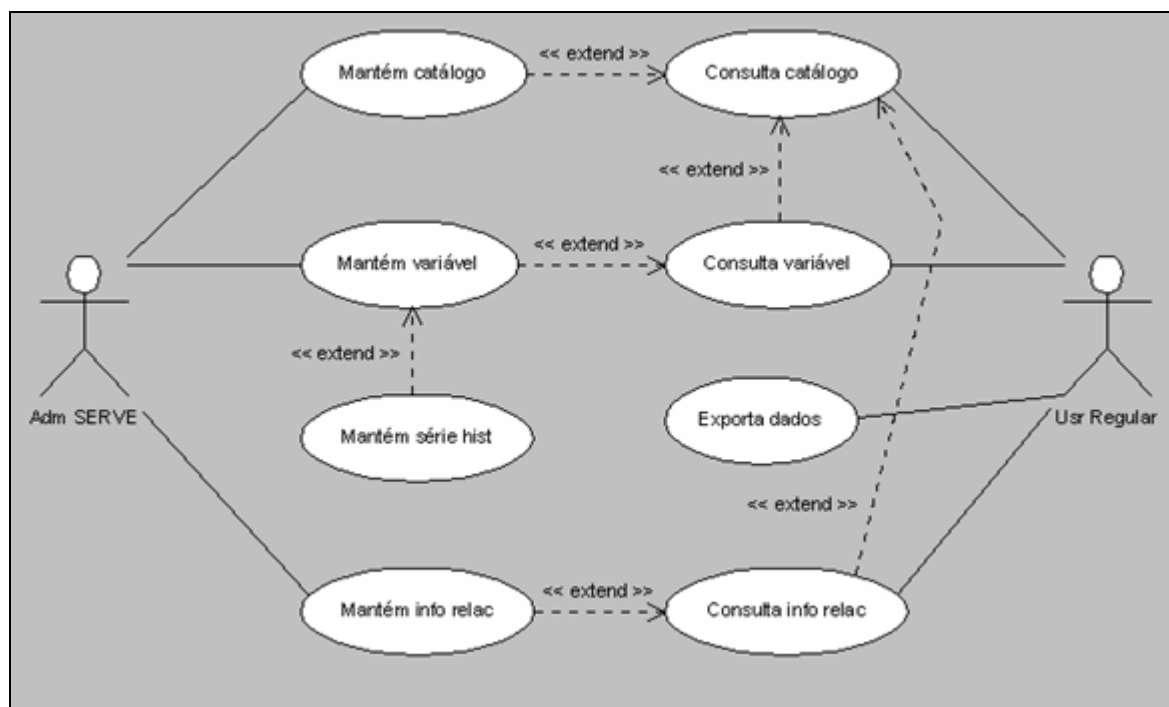 Mantém catálogo
<< extend >>
Consulta catálogo
<< extend >>
Mantém variável
<< extend >>
Consulta variável
<< extend >>
Adm SERVE
Mantém série hist
Exporta dados
Usr Regular
<< extend >>
Mantém info relac
<< extend >>
Consulta info relac